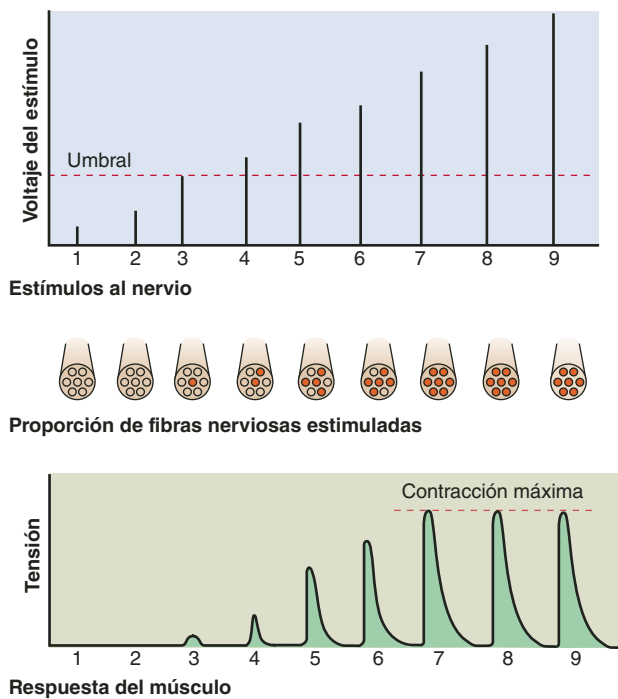 Voltaje del estímulo
Umbral
1 2 3 4 5 6 7 8 9
Estímulos al nervio
Proporción de fibras nerviosas estimuladas
Tensión
Contracción máxima
1 2 3 4 5 6 7 8 9
Respuesta del músculo